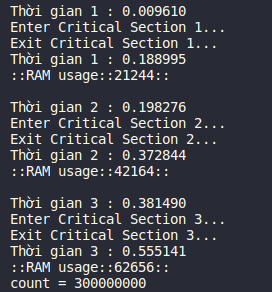 Thời gian 1 : 0.009610
Enter Critical Section 1...
Exit Critical Section 1...
Thời gian 1 : 0.188995
::RAM usage::21244::
Thời gian 2 : 0.198276
Enter Critical Section 2...
Exit Critical Section 2...
Thời gian 2 : 0.372844
::RAM usage::42164::
Thời gian 3 : 0.381490
Enter Critical Section 3...
Exit Critical Section 3...
Thời gian 3 : 0.555141
::RAM usage::62656::
count = 300000000